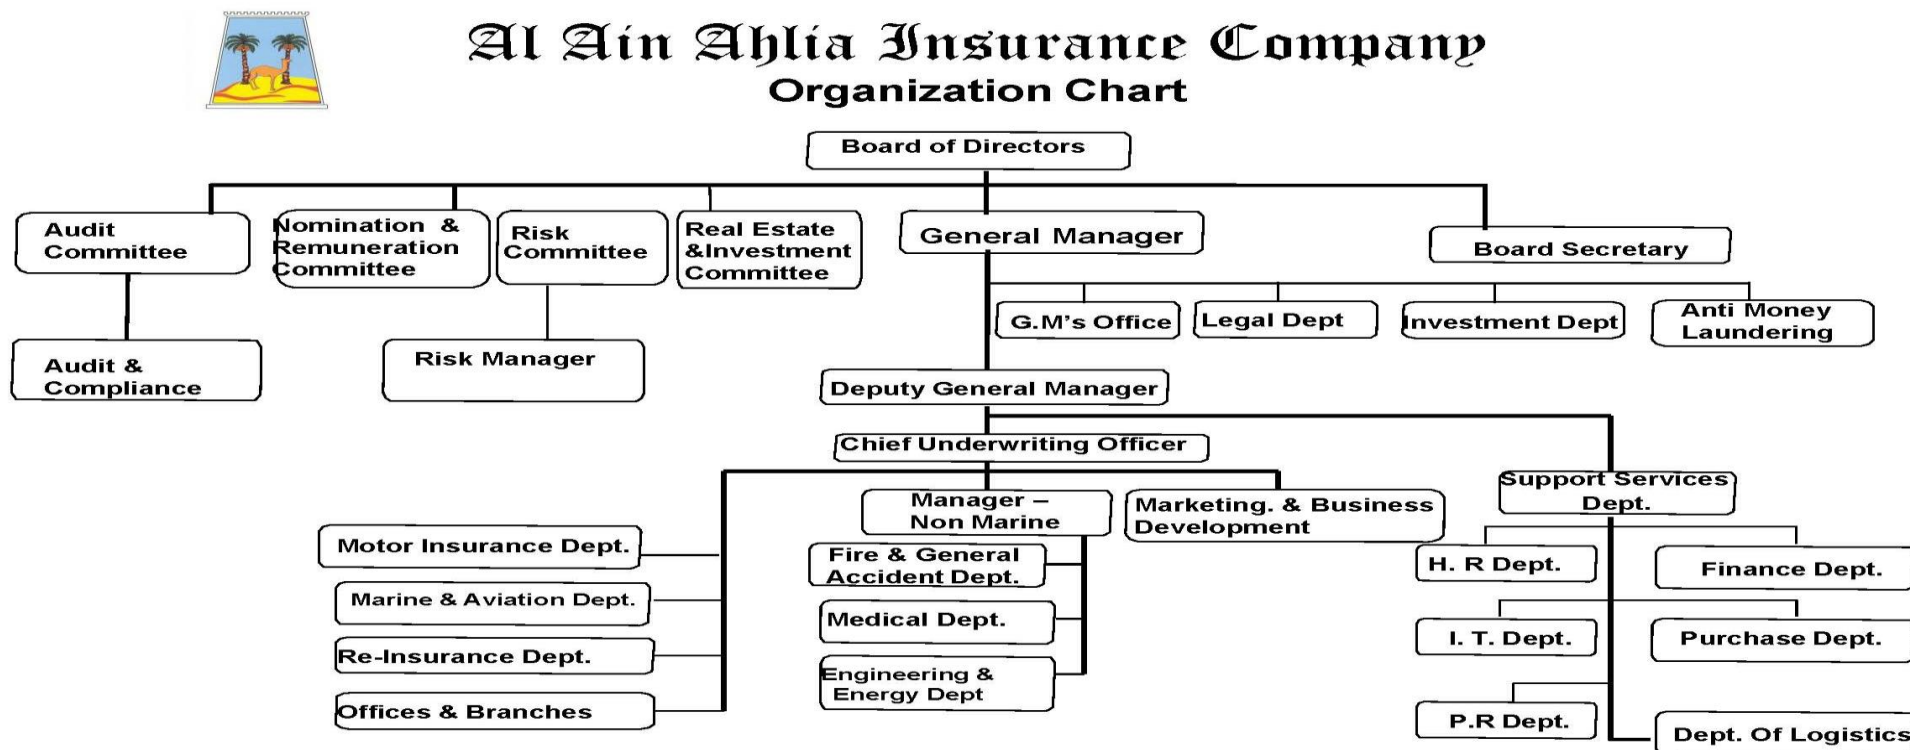 Al Ain Ahlia Insurance Company
Organization Chart
Board of Directors
Audit
Committee
Nomination &
Remuneration
Committee
Risk
Committee
Real Estate
&Investment
Committee
General Manager
Board Secretary
G.M's Office
Legal Dept
Investment Dept
Anti Money
Laundering
Audit &
Compliance
Risk Manager
Deputy General Manager
Chief Underwriting Officer
Manager –
Non Marine
Marketing. & Business
Development
Support Services
Dept.
Motor Insurance Dept.
Marine & Aviation Dept.
Re-Insurance Dept.
Offices & Branches
Fire & General
Accident Dept.
Medical Dept.
Engineering &
Energy Dept
H. R Dept.
Finance Dept.
I. T. Dept.
Purchase Dept.
P.R Dept.
Dept. Of Logistics